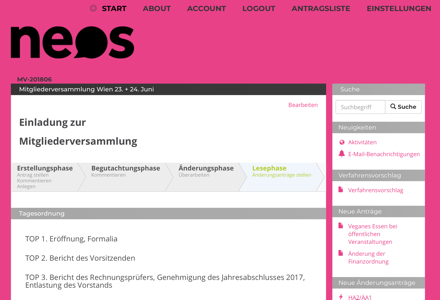 START ABOUT ACCOUNT LOGOUT ANTRAGSLISTE EINSTELLUNGEN
neos
MV-201806
Mitgliederversammlung Wien 23. + 24. Juni
Bearbeiten
Einladung zur
Mitgliederversammlung
Erstellungsphase
Antrag stellen
Kommentieren
Anlegen
Begutachtungsphase
Kommentieren
Änderungsphase
Überarbeiten
Lesephase
Änderungsanträge stellen
Tagesordnung
TOP 1. Eröffnung, Formalia
TOP 2. Bericht des Vorsitzenden
TOP 3. Bericht des Rechnungsprüfers, Genehmigung des Jahresabschlusses 2017,
Entlastung des Vorstands
Suche
Suchbegriff Suche
Neuigkeiten
Aktivitäten
E-Mail-Benachrichtigungen
Verfahrensvorschlag
Verfahrensvorschlag
Neue Anträge
Veganes Essen bei
öffentlichen
Veranstaltungen
Änderung der
Finanzordnung
Neue Änderungsanträge
HA2/AA1